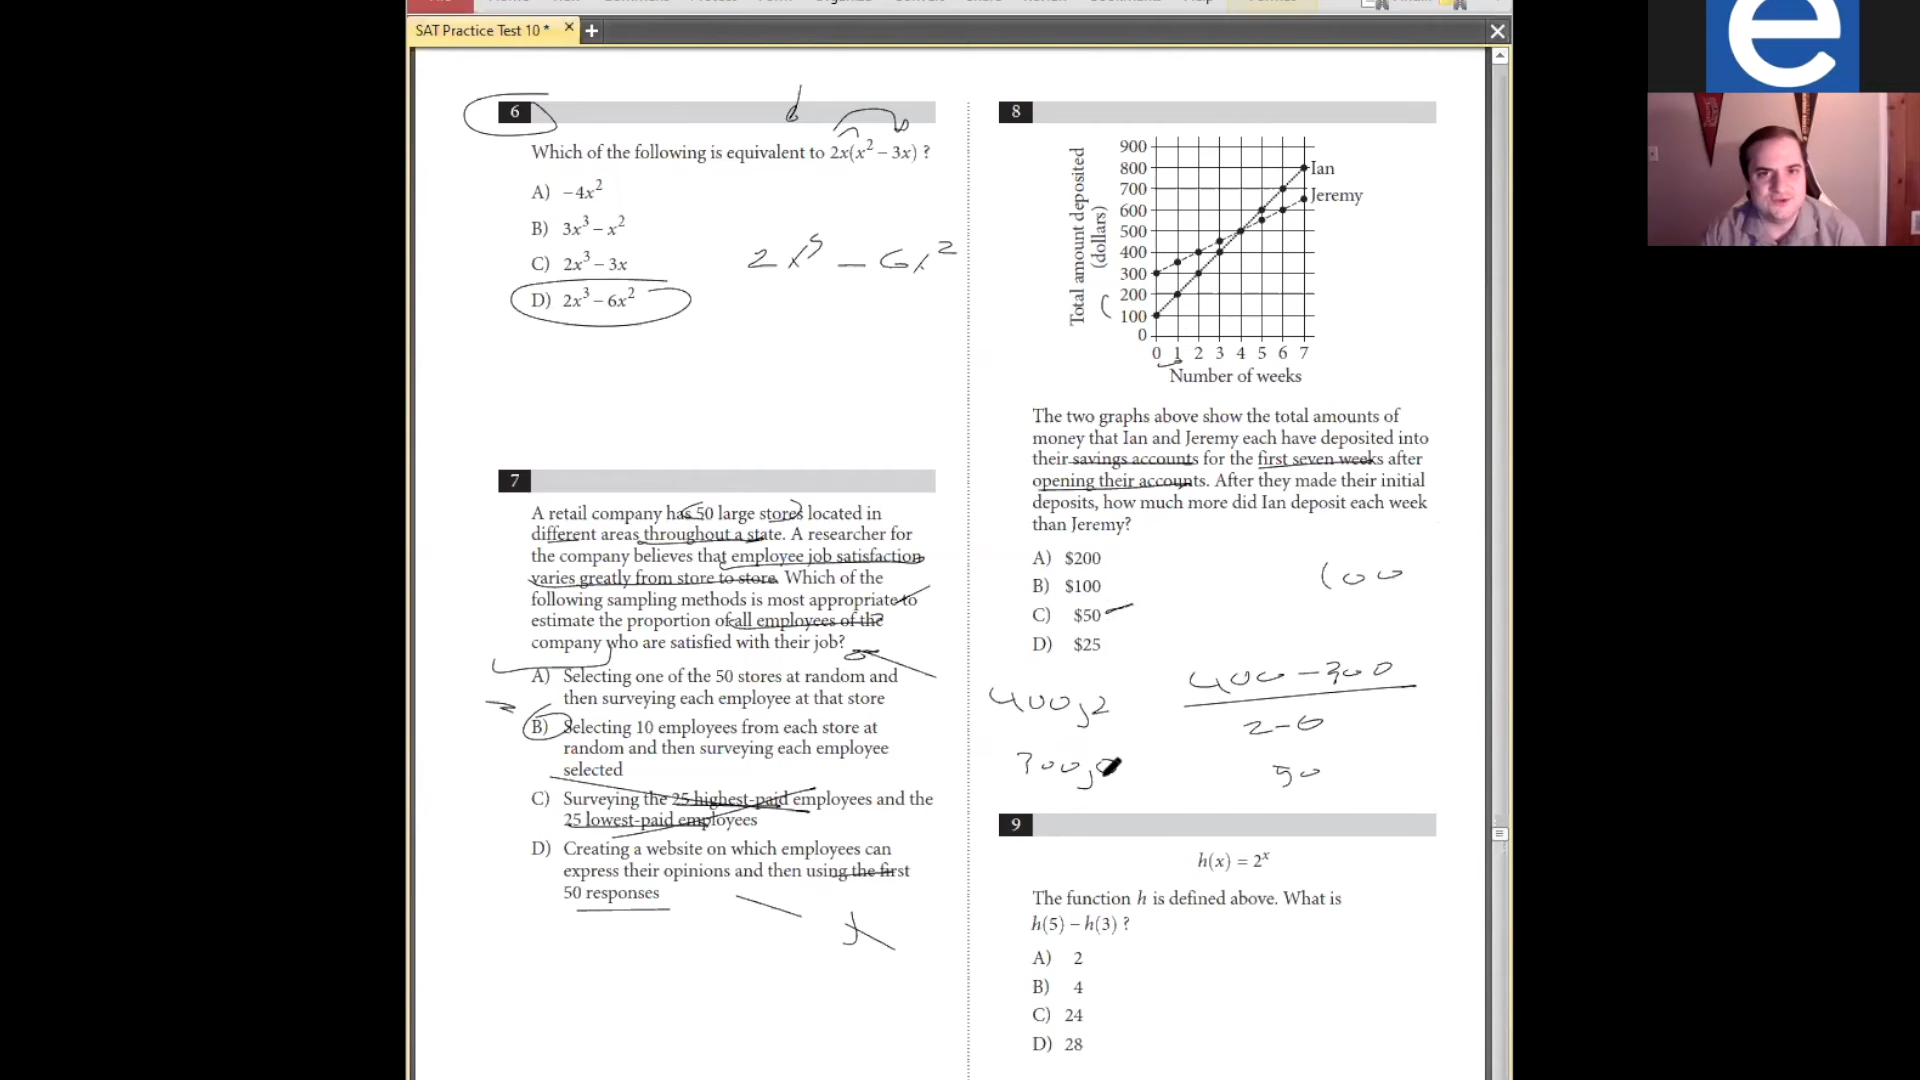 SAT Practice Test 10 *
6
Which of the following is equivalent to 2x(x² – 3x) ?
A) –4x²
B) 3x³ – x²
C) 2x³ – 3x
D) 2x³ – 6x²
7
A retail company has 50 large stores located in
different areas throughout a state. A researcher for
the company believes that employee job satisfaction
varies greatly from store to store. Which of the
following sampling methods is most appropriate to
estimate the proportion of all employees of the
company who are satisfied with their job?
A) Selecting one of the 50 stores at random and
then surveying each employee at that store
B) Selecting 10 employees from each store at
random and then surveying each employee
selected
C) Surveying the 25 highest-paid employees and the
25 lowest-paid employees
D) Creating a website on which employees can
express their opinions and then using the first
50 responses
8
Total amount deposited
(dollars)
900
800
700
600
500
400
300
200
100
0
Ian
Jeremy
0 1 2 3 4 5 6 7
Number of weeks
The two graphs above show the total amounts of
money that Ian and Jeremy each have deposited into
their savings accounts for the first seven weeks after
opening their accounts. After they made their initial
deposits, how much more did Ian deposit each week
than Jeremy?
A) $200
B) $100
C) $50
D) $25
100
400 – 300
2 – 0
50
400, 2
9
h(x) = 2ˣ
The function h is defined above. What is
h(5) – h(3) ?
A) 2
B) 4
C) 24
D) 28
e